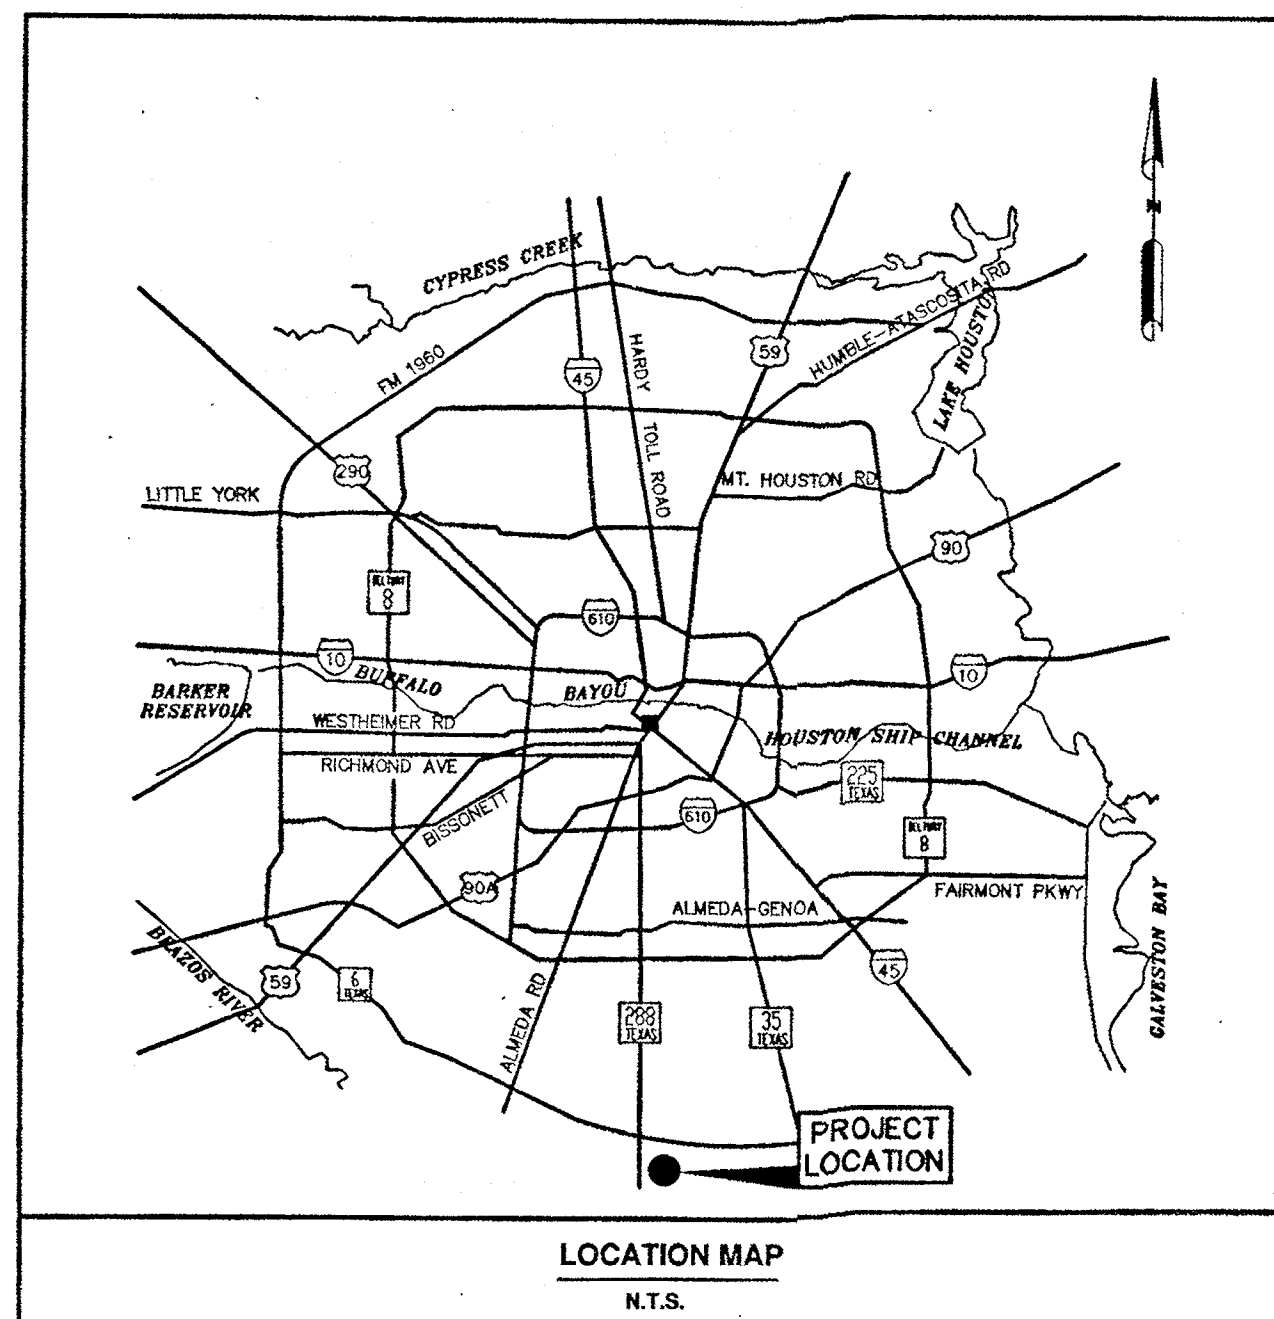 N
CYPRESS CREEK
HUMBLE-ATASCOSITA RD
LAKE HOUSTON
FM 1960
HARDY
TOLL ROAD
59
45
290
LITTLE YORK
MT. HOUSTON RD
90
BELTWAY
8
610
10
BUFFALO
BAYOU
10
BARKER
RESERVOIR
WESTHEIMER RD
HOUSTON SHIP CHANNEL
RICHMOND AVE
225
TEXAS
BISSONETT
610
BELTWAY
8
90A
FAIRMONT PKWY
ALMEDA-GENOA
GALVESTON BAY
BRAZOS RIVER
59
6
TEXAS
45
ALMEDA RD
288
TEXAS
35
TEXAS
PROJECT
LOCATION
LOCATION MAP
N.T.S.